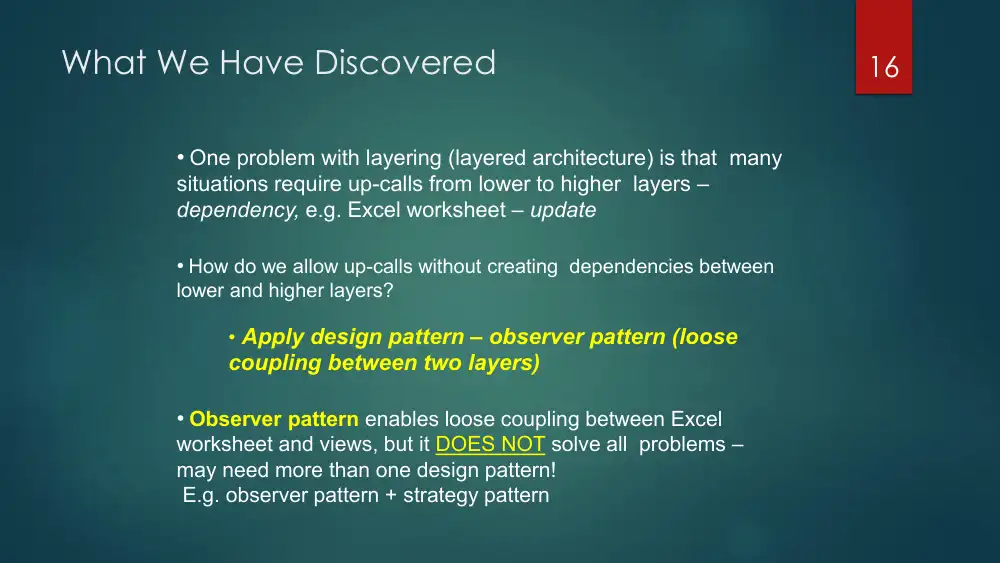 What We Have Discovered
16
• One problem with layering (layered architecture) is that  many
situations require up-calls from lower to higher  layers –
dependency, e.g. Excel worksheet – update
• How do we allow up-calls without creating  dependencies between
lower and higher layers?
• Apply design pattern – observer pattern (loose
coupling between two layers)
• Observer pattern enables loose coupling between Excel
worksheet and views, but it DOES NOT solve all  problems –
may need more than one design pattern!
E.g. observer pattern + strategy pattern